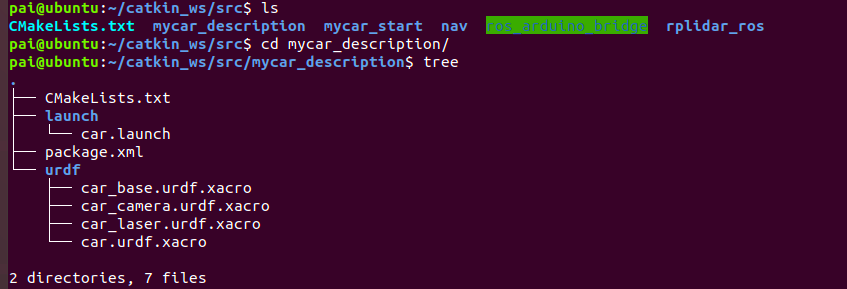 pai@ubuntu:~/catkin_ws/src$ ls
CMakeLists.txt  mycar_description  mycar_start  nav  ros_arduino_bridge  rplidar_ros
pai@ubuntu:~/catkin_ws/src$ cd mycar_description/
pai@ubuntu:~/catkin_ws/src/mycar_description$ tree
.
├── CMakeLists.txt
├── launch
│   └── car.launch
├── package.xml
└── urdf
    ├── car_base.urdf.xacro
    ├── car_camera.urdf.xacro
    ├── car_laser.urdf.xacro
    └── car.urdf.xacro
2 directories, 7 files